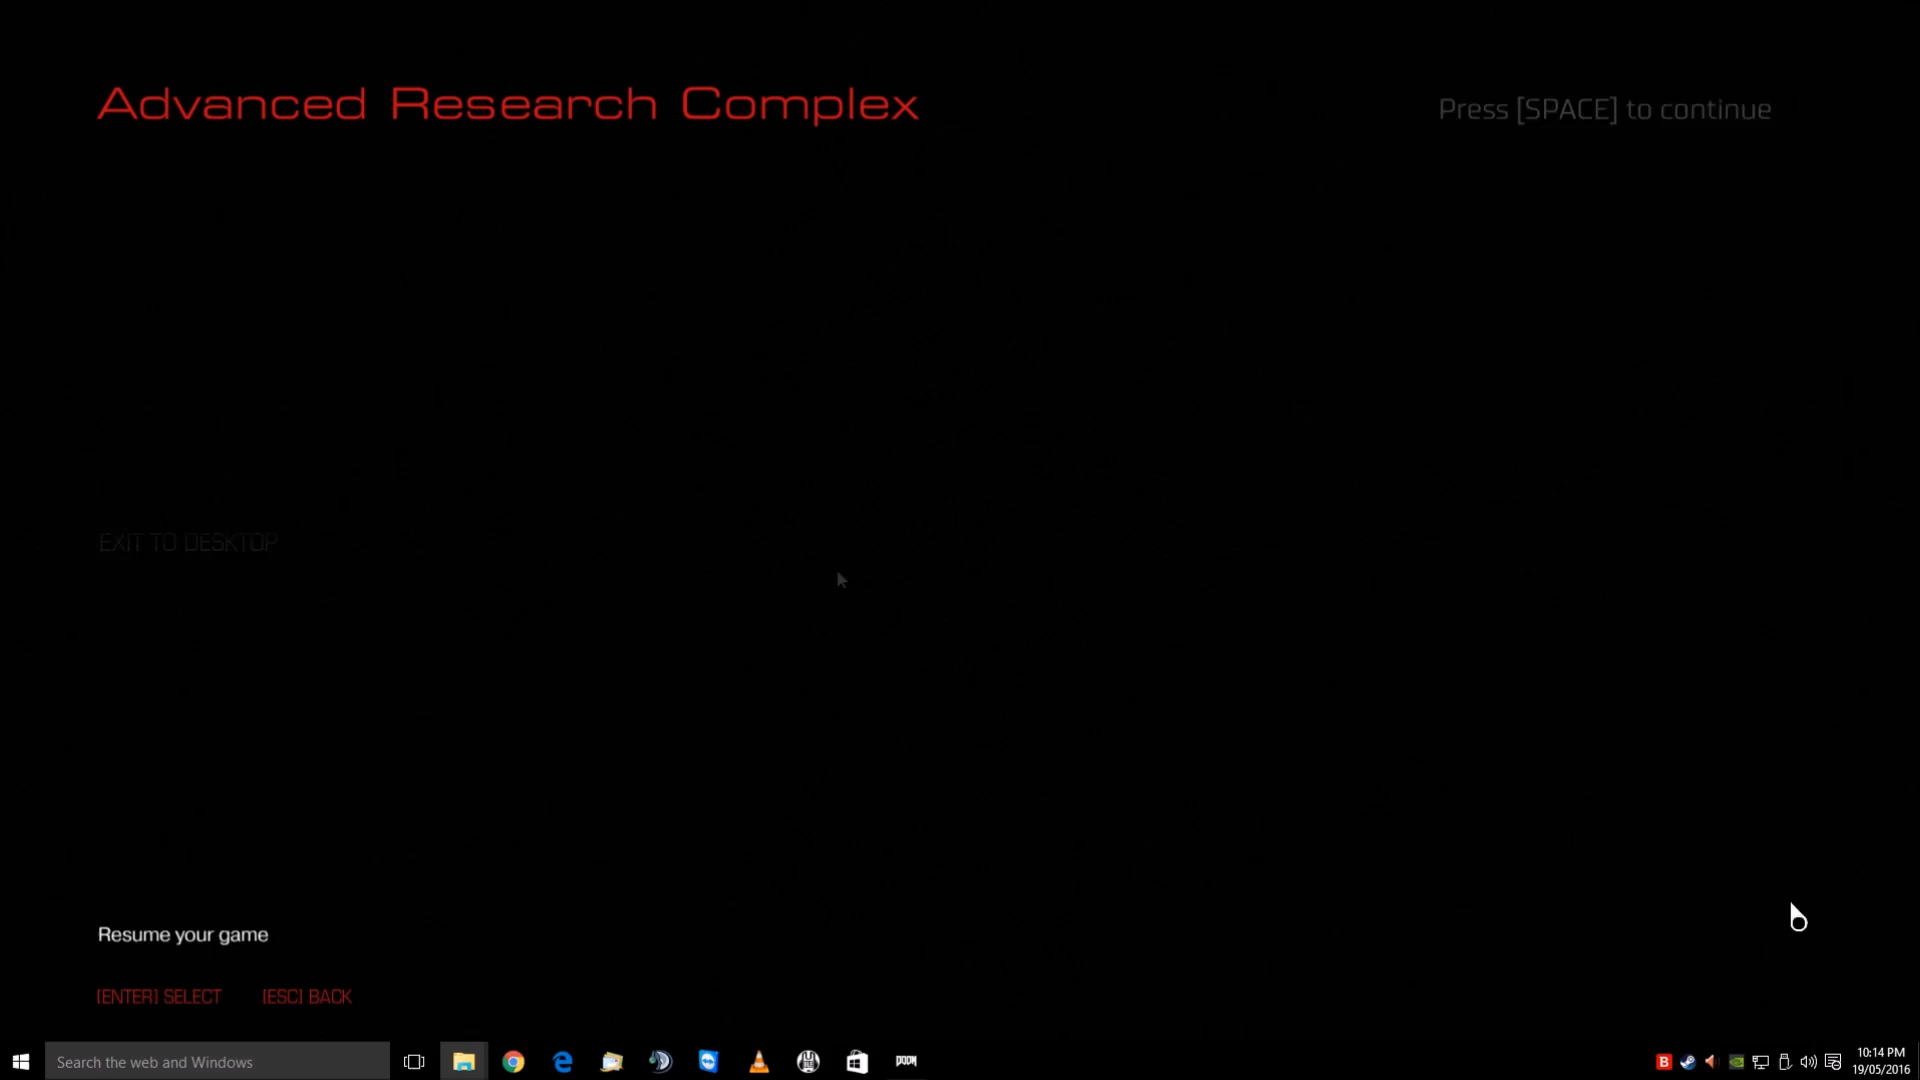 Advanced Research Complex
Press [SPACE] to continue
EXIT TO DESKTOP
Resume your game
[ENTER] SELECT [ESC] BACK
Search the web and Windows
DOOM
B
10:14 PM
19/05/2016